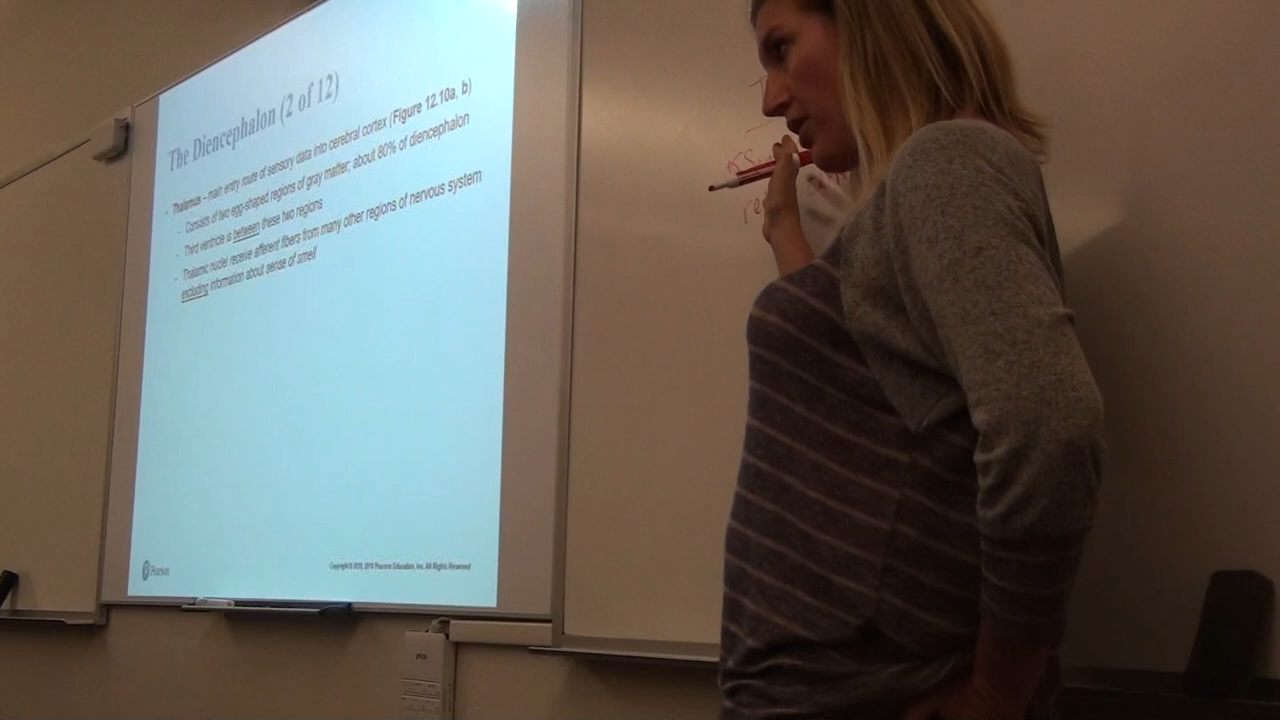 The Diencephalon (2 of 12)
Thalamus – main entry route of sensory data into cerebral cortex (Figure 12.10a, b)
– Consists of two egg-shaped regions of gray matter; about 80% of diencephalon
– Third ventricle is between these two regions
– Thalamic nuclei receive afferent fibers from many other regions of nervous system
excluding information about sense of smell
Pearson
Copyright © 2019, 2016 Pearson Education, Inc. All Rights Reserved